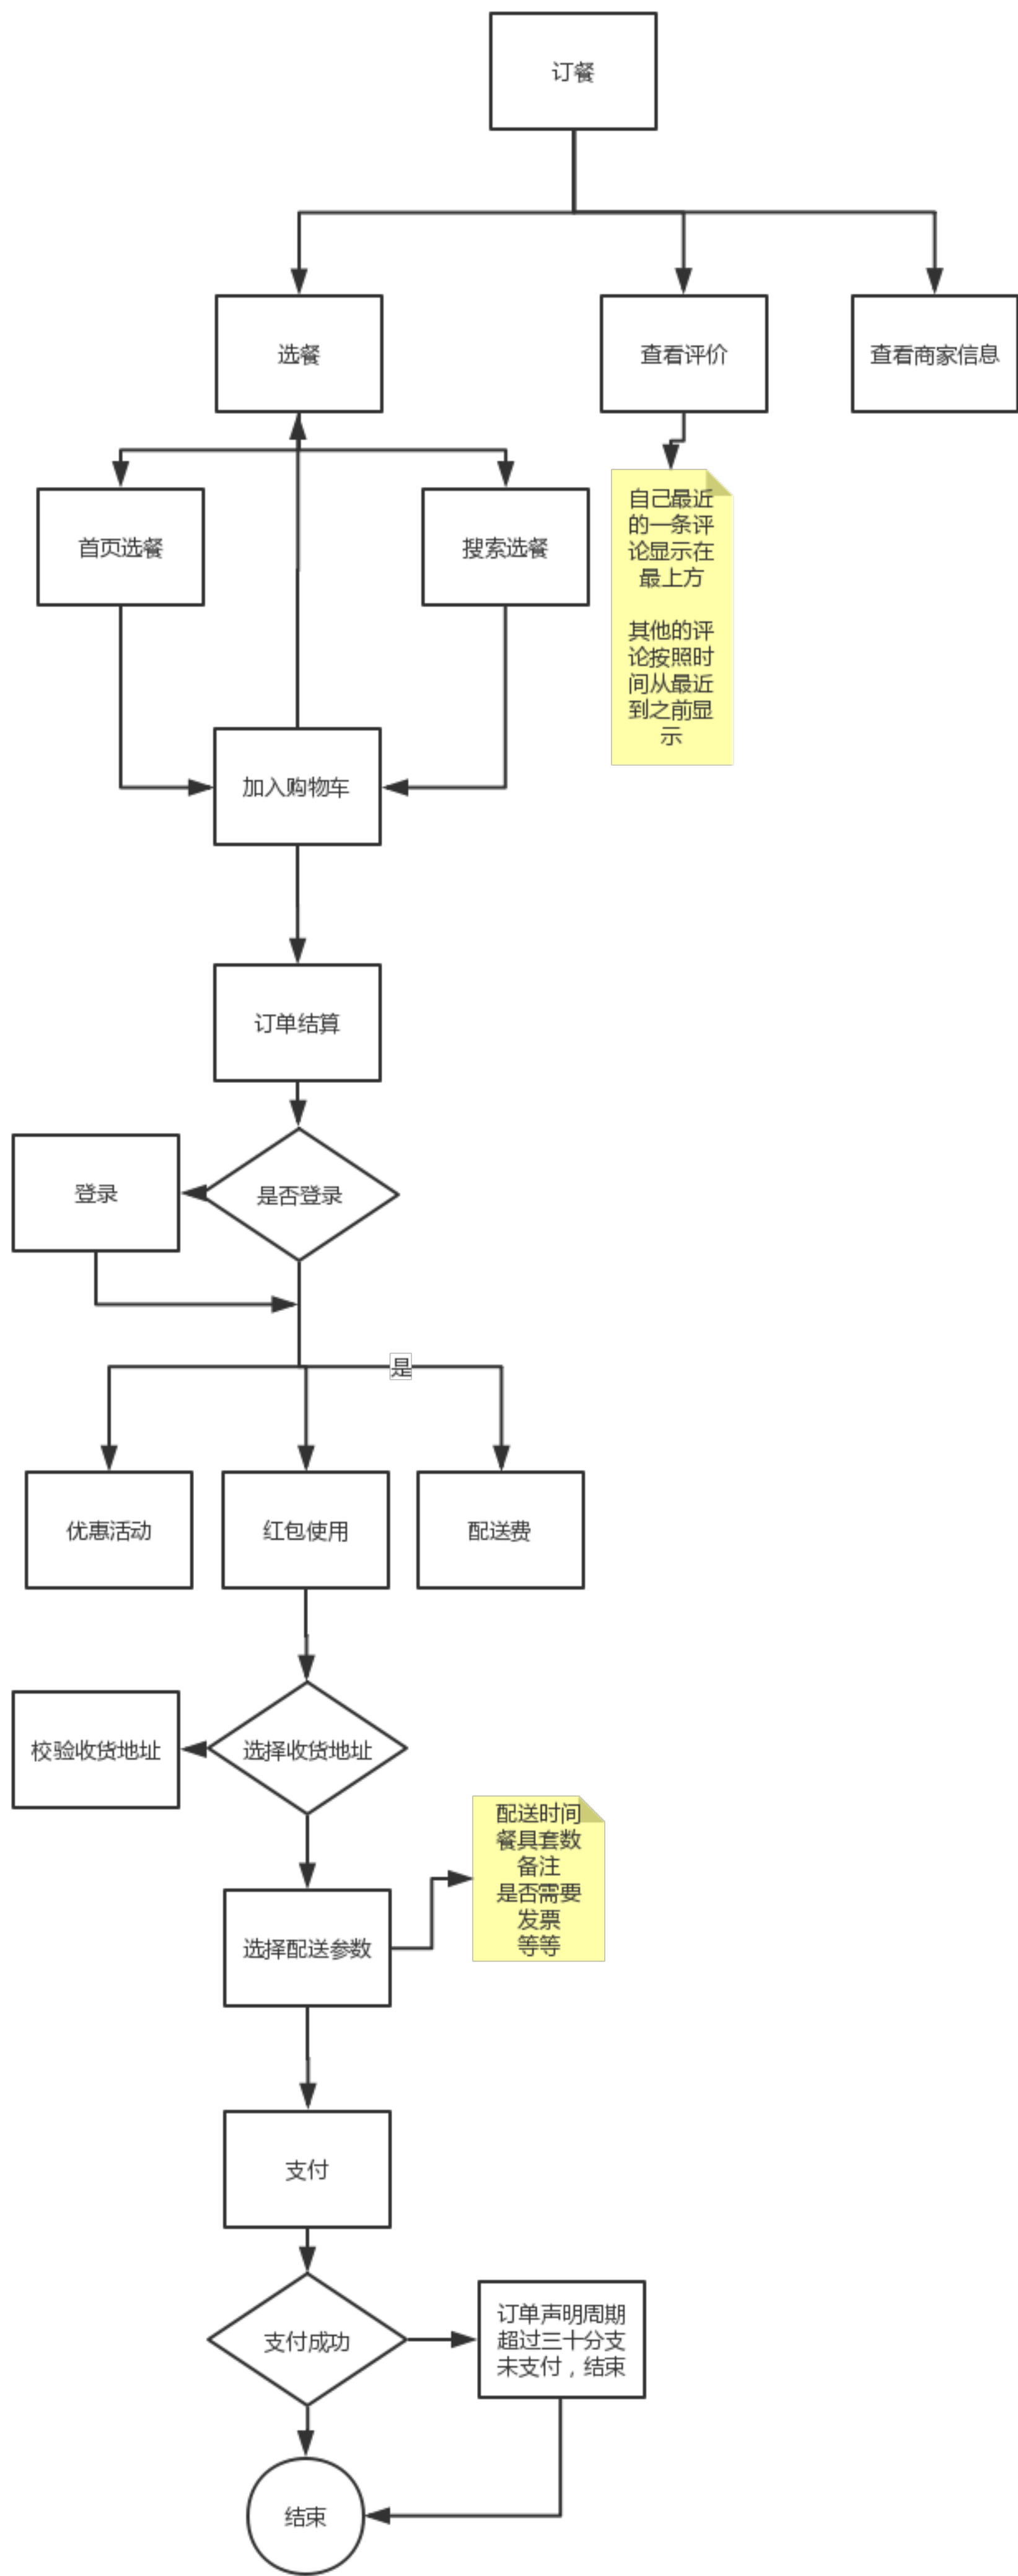 订餐
选餐
查看评价
查看商家信息
首页选餐
搜索选餐
自己最近
的一条评
论显示在
最上方
其他的评
论按照时
间从最近
到之前显
示
加入购物车
订单结算
登录
是否登录
是
优惠活动
红包使用
配送费
校验收货地址
选择收货地址
配送时间
餐具套数
备注
是否需要
发票
等等
选择配送参数
支付
支付成功
订单声明周期
超过三十分支
未支付，结束
结束